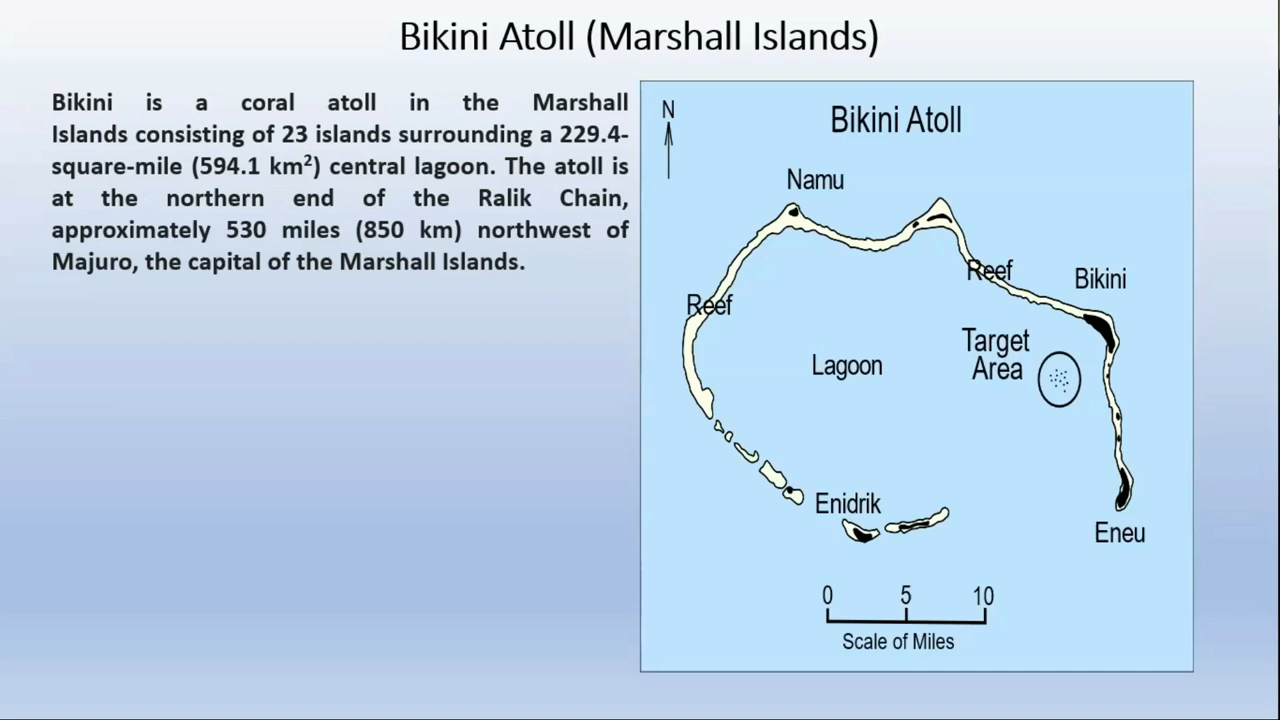 Bikini Atoll (Marshall Islands)
Bikini is a coral atoll in the Marshall
Islands consisting of 23 islands surrounding a 229.4-
square-mile (594.1 km²) central lagoon. The atoll is
at the northern end of the Ralik Chain,
approximately 530 miles (850 km) northwest of
Majuro, the capital of the Marshall Islands.
N
Bikini Atoll
Namu
Reef
Bikini
Reef
Target
Area
Lagoon
Enidrik
Eneu
0 5 10
Scale of Miles